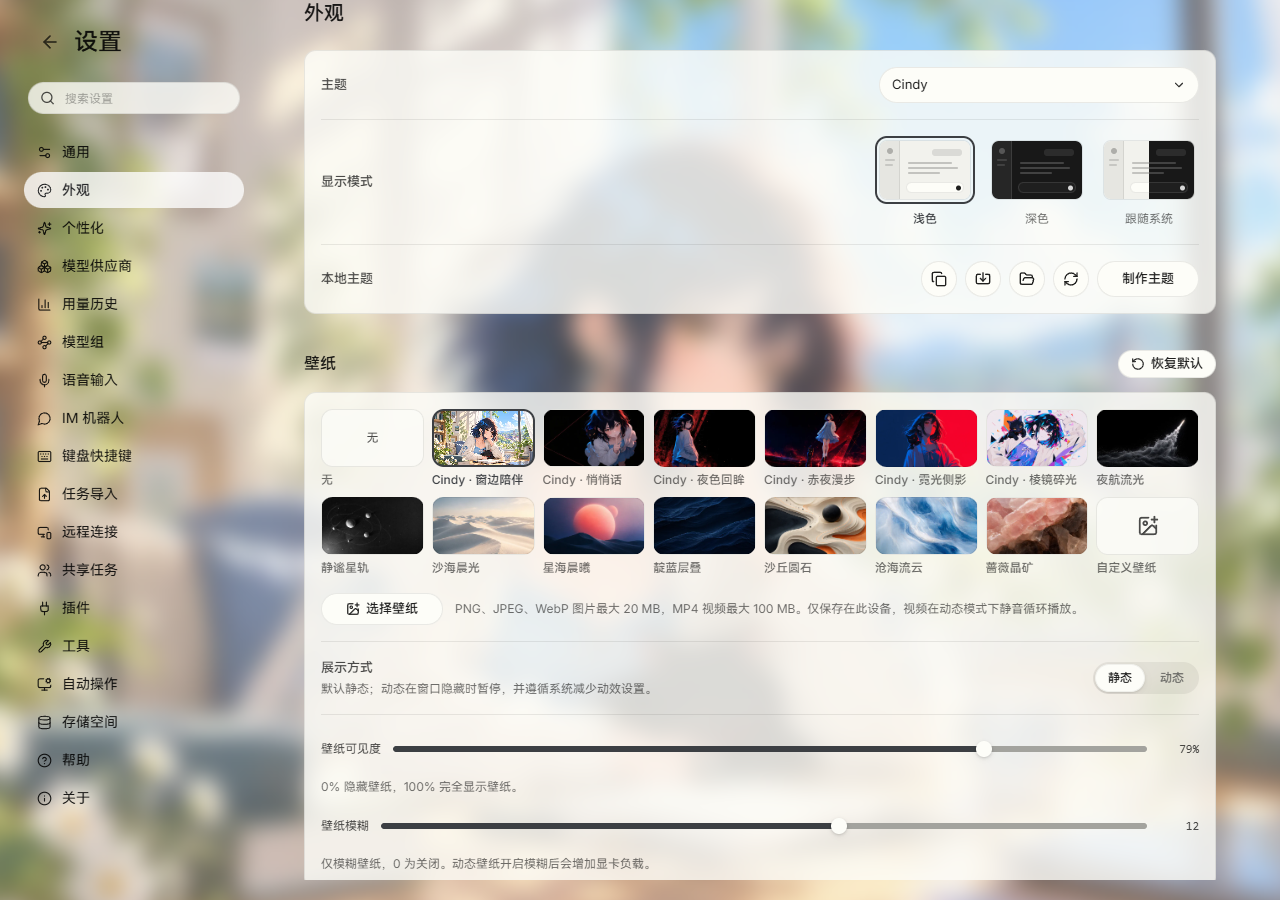 外观
设置
搜索设置
通用
外观
个性化
模型供应商
用量历史
模型组
语音输入
IM 机器人
键盘快捷键
任务导入
远程连接
共享任务
插件
工具
自动操作
存储空间
帮助
关于
主题
Cindy
显示模式
浅色
深色
跟随系统
本地主题
制作主题
壁纸
恢复默认
无
无
Cindy · 窗边陪伴
Cindy · 悄悄话
Cindy · 夜色回眸
Cindy · 赤夜漫步
Cindy · 霓光侧影
Cindy · 棱镜碎光
夜航流光
静谧星轨
沙海晨光
星海晨曦
靛蓝层叠
沙丘圆石
沧海流云
蔷薇晶矿
自定义壁纸
选择壁纸
PNG、JPEG、WebP 图片最大 20 MB，MP4 视频最大 100 MB。仅保存在此设备，视频在动态模式下静音循环播放。
展示方式
默认静态；动态在窗口隐藏时暂停，并遵循系统减少动效设置。
静态
动态
壁纸可见度
79%
0% 隐藏壁纸，100% 完全显示壁纸。
壁纸模糊
12
仅模糊壁纸，0 为关闭。动态壁纸开启模糊后会增加显卡负载。